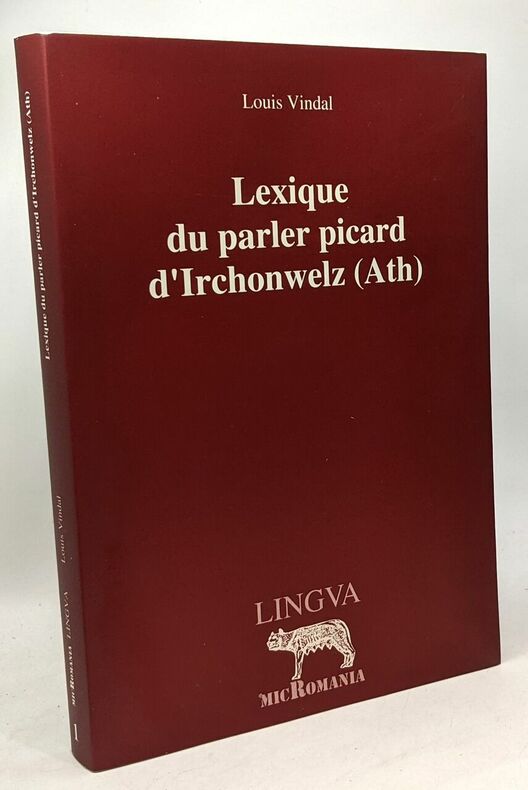 Louis Vindal
Lexique
du parler picard
d'Irchonwelz (Ath)
LINGVA
MICROMANIA
Lexique du parler picard d'Irchonwelz (Ath)
Louis Vindal
MICROMANIA LINGVA
1